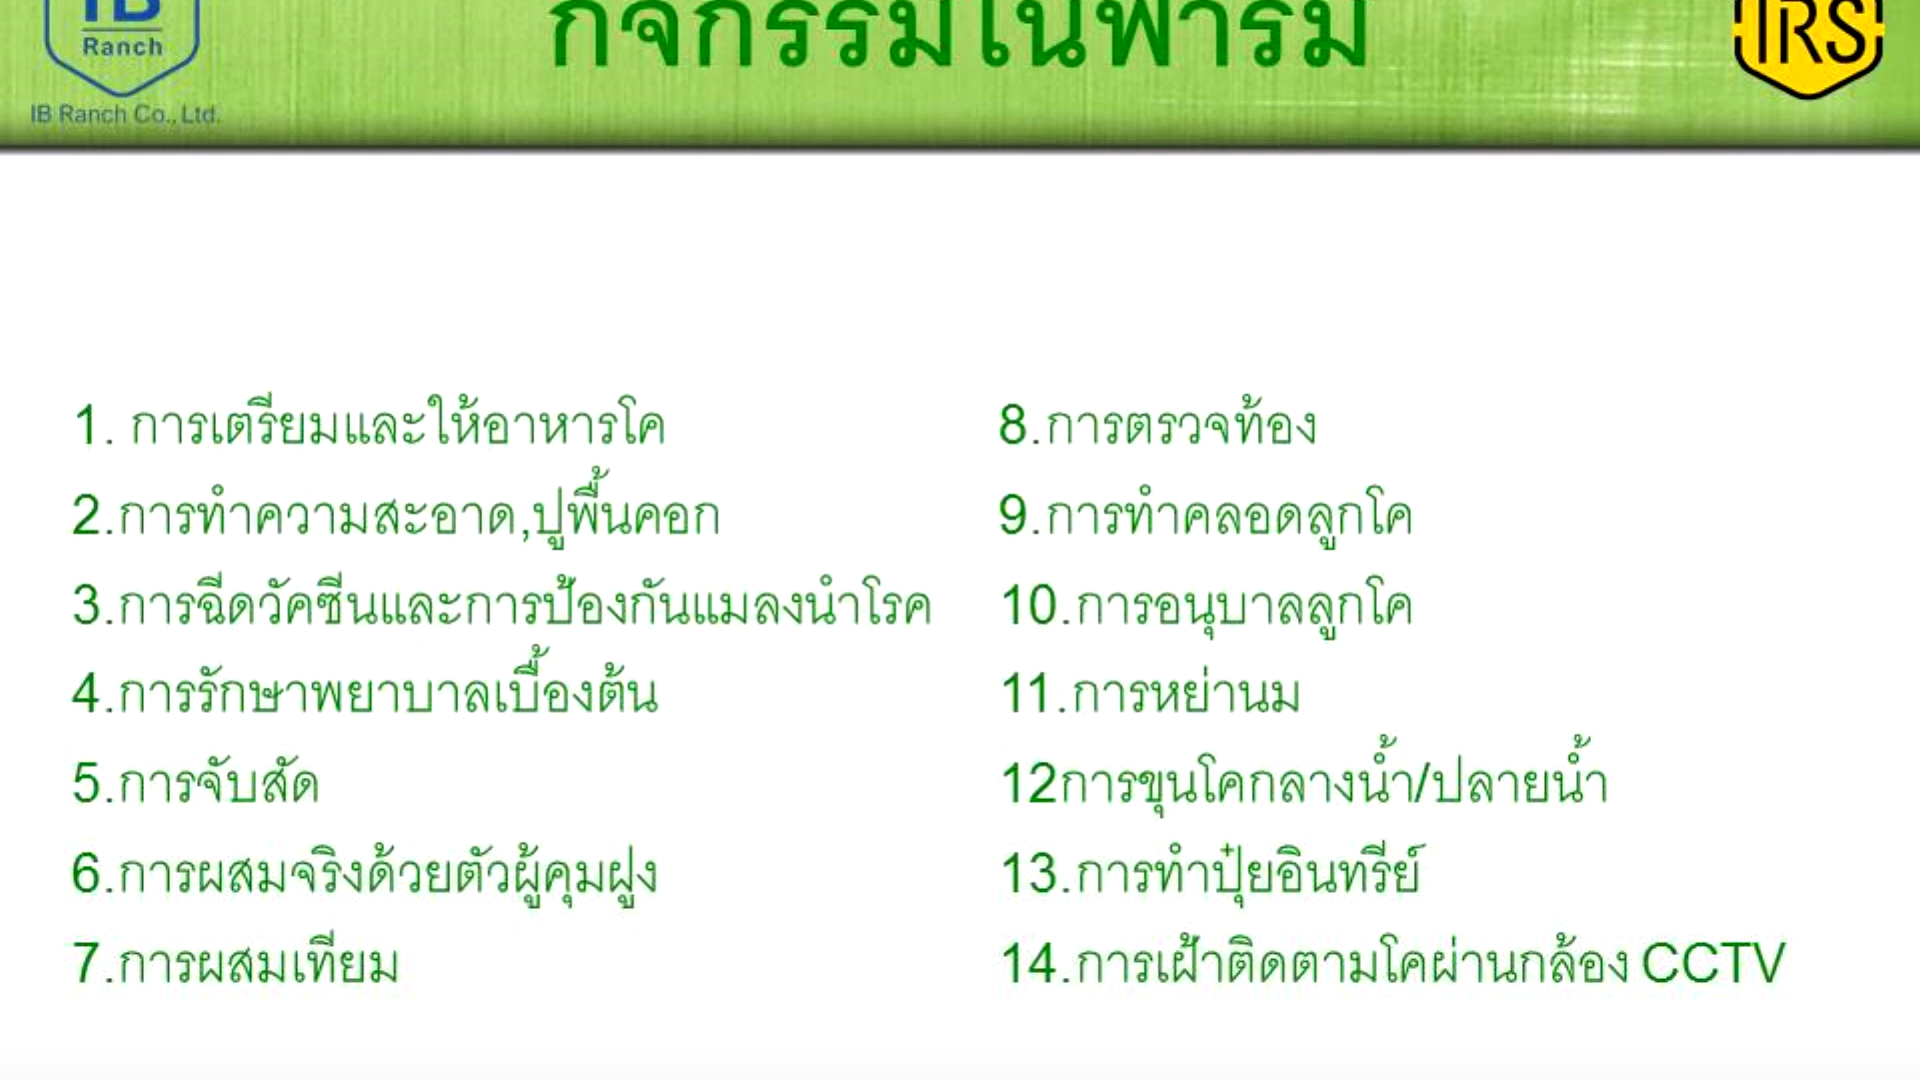 IB
Ranch
IB Ranch Co., Ltd.
กิจกรรมในฟาร์ม
IRS
1. การเตรียมและให้อาหารโค
2.การทำความสะอาด,ปูพื้นคอก
3.การฉีดวัคซีนและการป้องกันแมลงนำโรค
4.การรักษาพยาบาลเบื้องต้น
5.การจับสัด
6.การผสมจริงด้วยตัวผู้คุมฝูง
7.การผสมเทียม
8.การตรวจท้อง
9.การทำคลอดลูกโค
10.การอนุบาลลูกโค
11.การหย่านม
12การขุนโคกลางน้ำ/ปลายน้ำ
13.การทำปุ๋ยอินทรีย์
14.การเฝ้าติดตามโคผ่านกล้อง CCTV